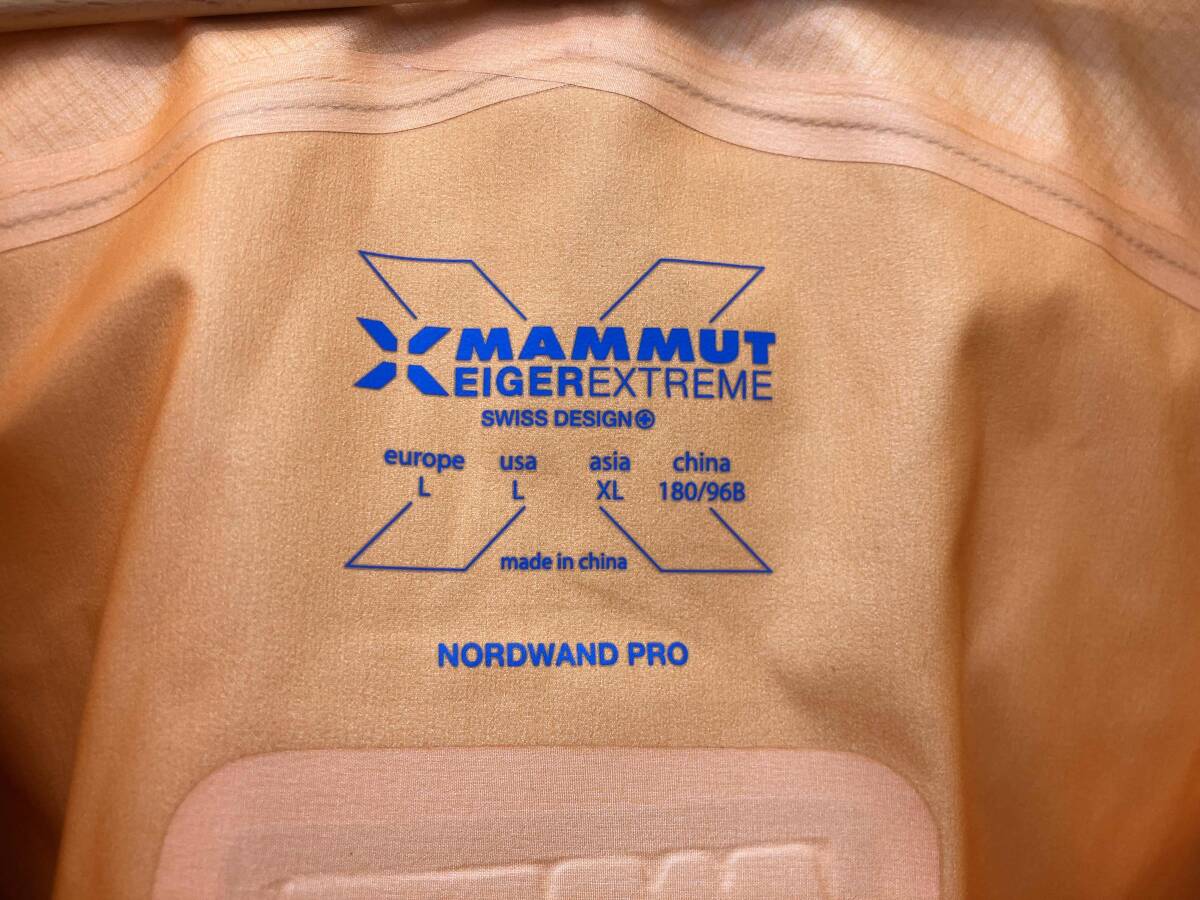 MAMMUT
EIGEREXTREME
SWISS DESIGN
europe usa asia china
L L XL 180/96B
made in china
NORDWAND PRO